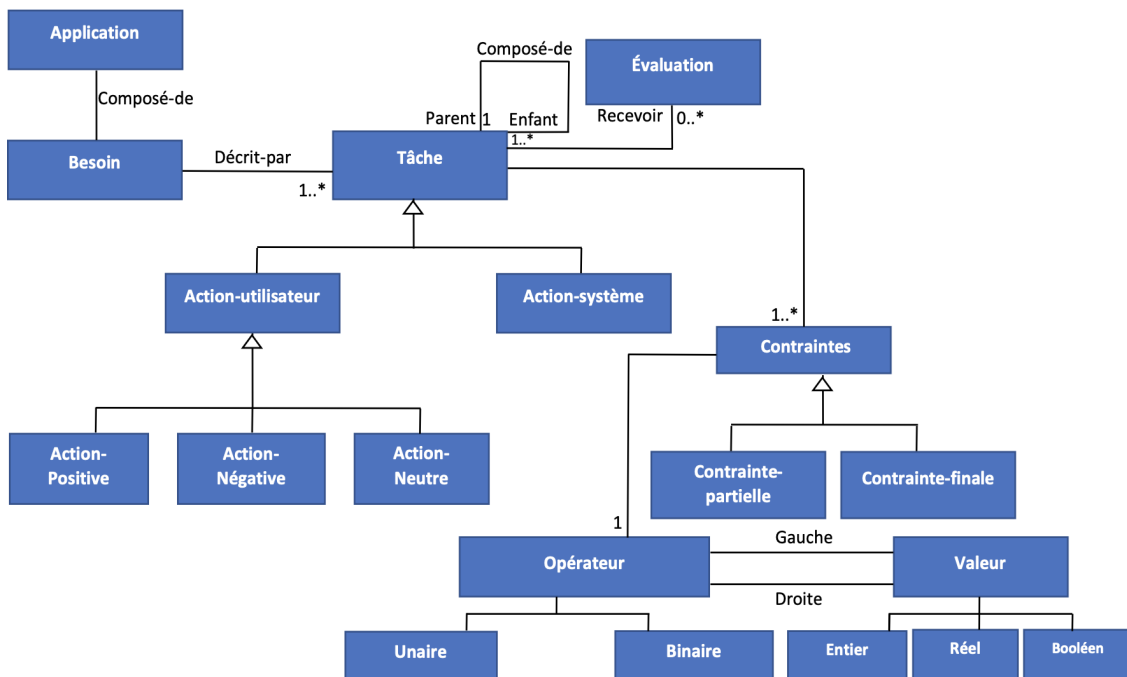 Application
Composé-de
Évaluation
Composé-de
Parent 1
Enfant
1..*
Recevoir
0..*
Besoin
Décrit-par
1..*
Tâche
Action-utilisateur
Action-système
1..*
Contraintes
Action-
Positive
Action-
Négative
Action-
Neutre
Contrainte-
partielle
Contrainte-finale
1
Opérateur
Gauche
Droite
Valeur
Unaire
Binaire
Entier
Réel
Booléen